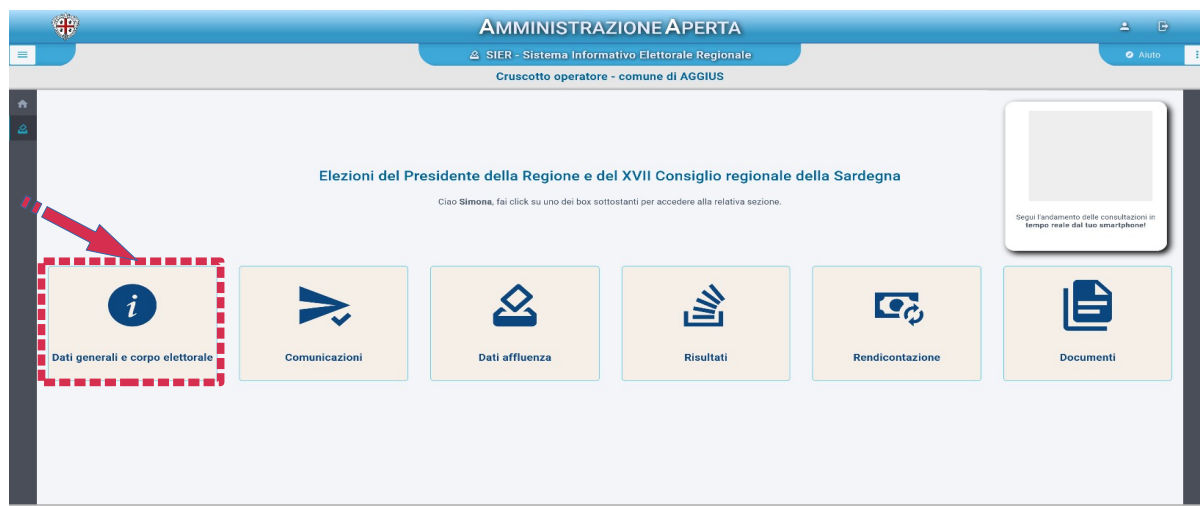 AMMINISTRAZIONE APERTA
SIER - Sistema Informativo Elettorale Regionale
Aiuto
Cruscotto operatore - comune di AGGIUS
Elezioni del Presidente della Regione e del XVII Consiglio regionale della Sardegna
Ciao Simona, fai click su uno dei box sottostanti per accedere alla relativa sezione.
Segui l'andamento delle consultazioni in
tempo reale dal tuo smartphone!
i
Dati generali e corpo elettorale
Comunicazioni
Dati affluenza
Risultati
Rendicontazione
Documenti